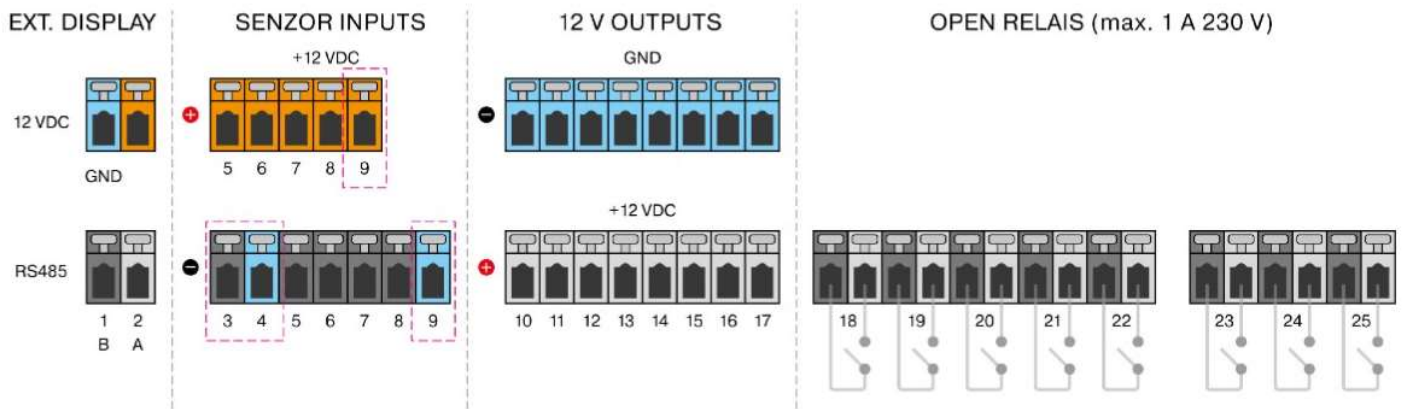 EXT. DISPLAY SENZOR INPUTS 12 V OUTPUTS OPEN RELAIS (max. 1 A 230 V)
+12 VDC GND
12 VDC
5 6 7 8 9
GND
+12 VDC
RS485
1 2 3 4 5 6 7 8 9 10 11 12 13 14 15 16 17 18 19 20 21 22 23 24 25
B A